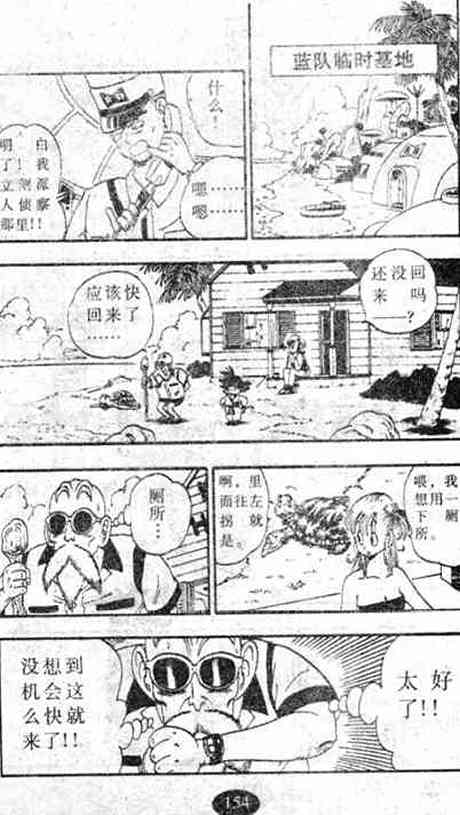 蓝队临时基地
什么!
嗯……
嗯……
明白
了！我
立刻派
人侦察
那里!!
还没回
来吗
——?
应该快
回来了
……
喂，我
想用一
下厕
所。
啊，里
面往左
拐就
是。
厕所…
太好
了!!
没想到
机会这
么快就
来了!!
154